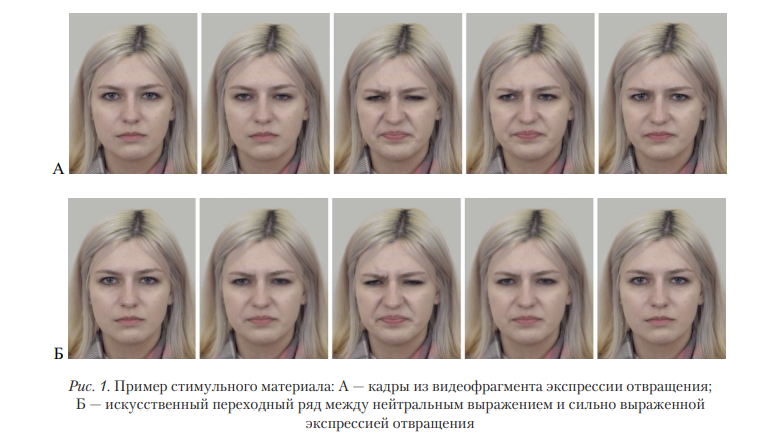 А
Б
Рис. 1. Пример стимульного материала: А — кадры из видеофрагмента экспрессии отвращения;
Б — искусственный переходный ряд между нейтральным выражением и сильно выраженной
экспрессией отвращения